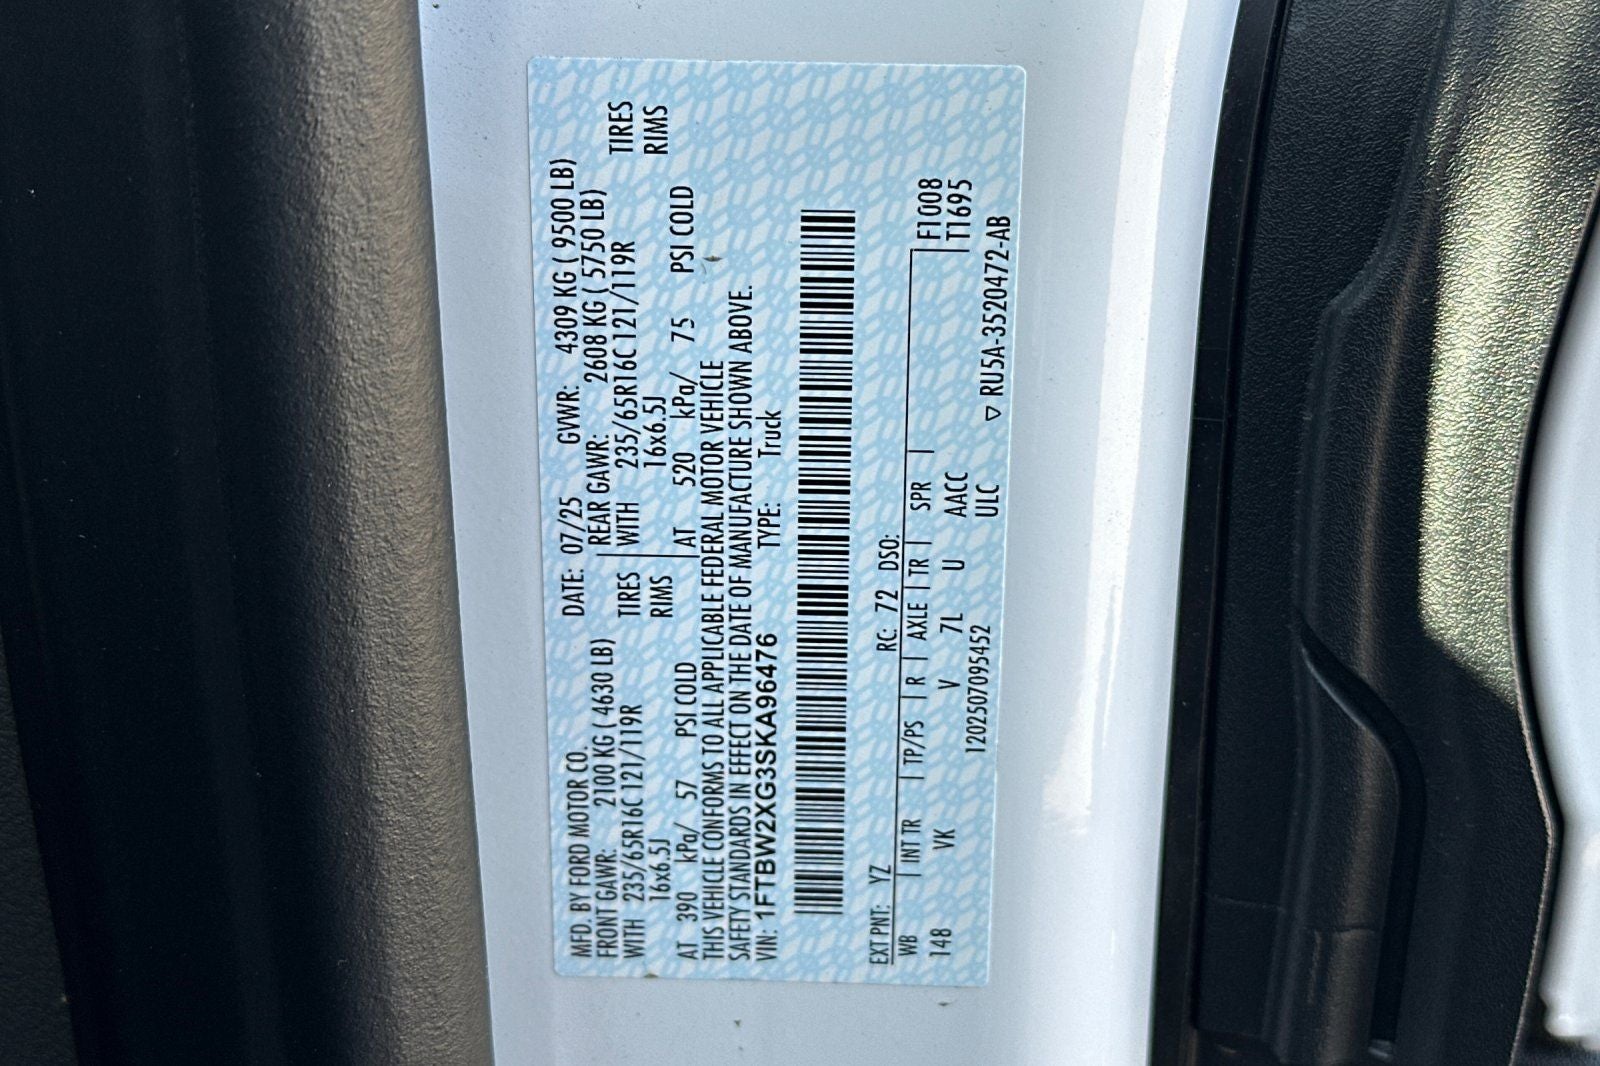 MFD. BY FORD MOTOR CO. DATE: 07/25 GVWR: 4309 KG ( 9500 LB)
FRONT GAWR: 2100 KG ( 4630 LB) REAR GAWR: 2608 KG ( 5750 LB)
WITH 235/65R16C 121/119R TIRES WITH 235/65R16C 121/119R TIRES
16x6.5J RIMS 16x6.5J RIMS
AT 390 kPa/ 57 PSI COLD AT 520 kPa/ 75 PSI COLD
THIS VEHICLE CONFORMS TO ALL APPLICABLE FEDERAL MOTOR VEHICLE
SAFETY STANDARDS IN EFFECT ON THE DATE OF MANUFACTURE SHOWN ABOVE.
VIN: 1FTBW2XG3SKA96476 TYPE: Truck
EXT PNT: YZ RC: 72 DSO:
WB INT TR TP/PS R AXLE TR SPR F1008
148 VK V 7L U AACC T1695
1202507095452 ULC ▽ RU5A-3520472-AB